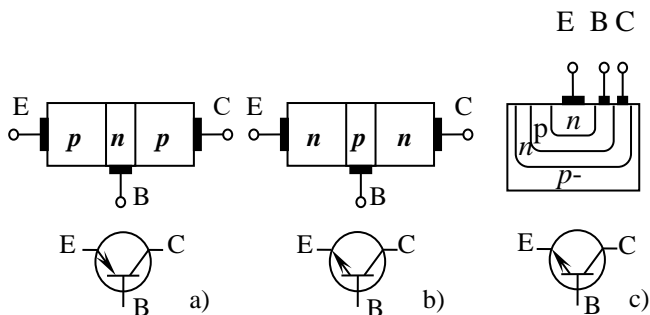 E B C
E C E C
p n p n p n
n p n
p-
B B
E C E C E C
B a) B b) B c)